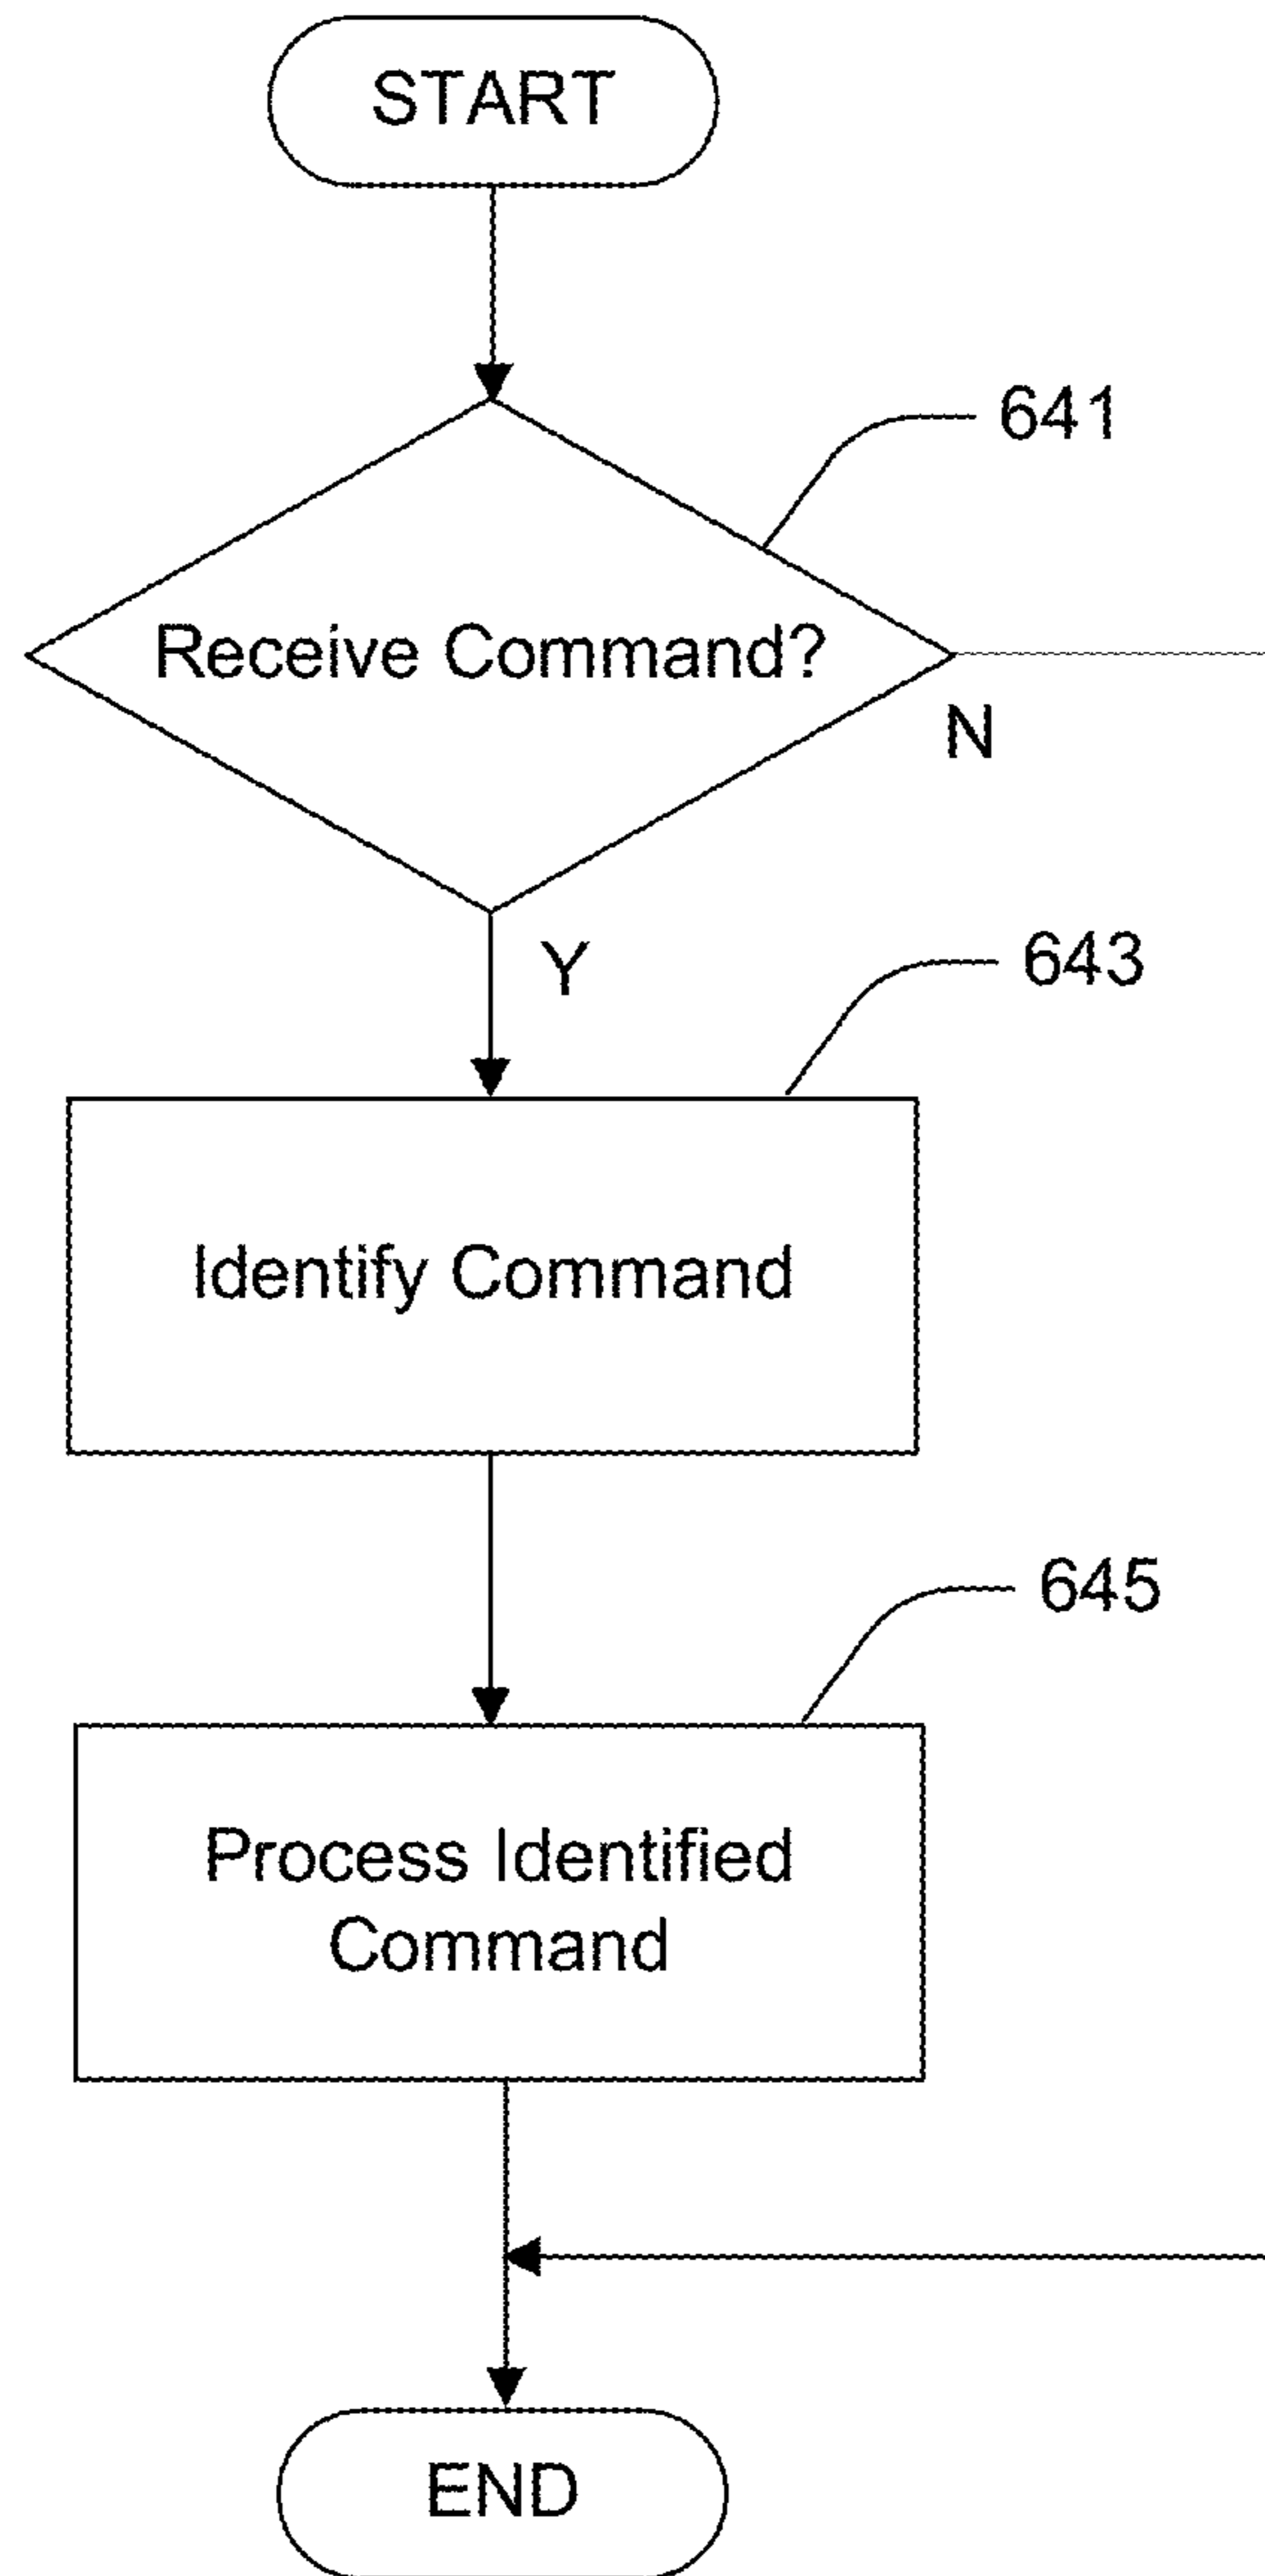 START
641
Receive Command?
N
Y
643
Identify Command
645
Process Identified
Command
END